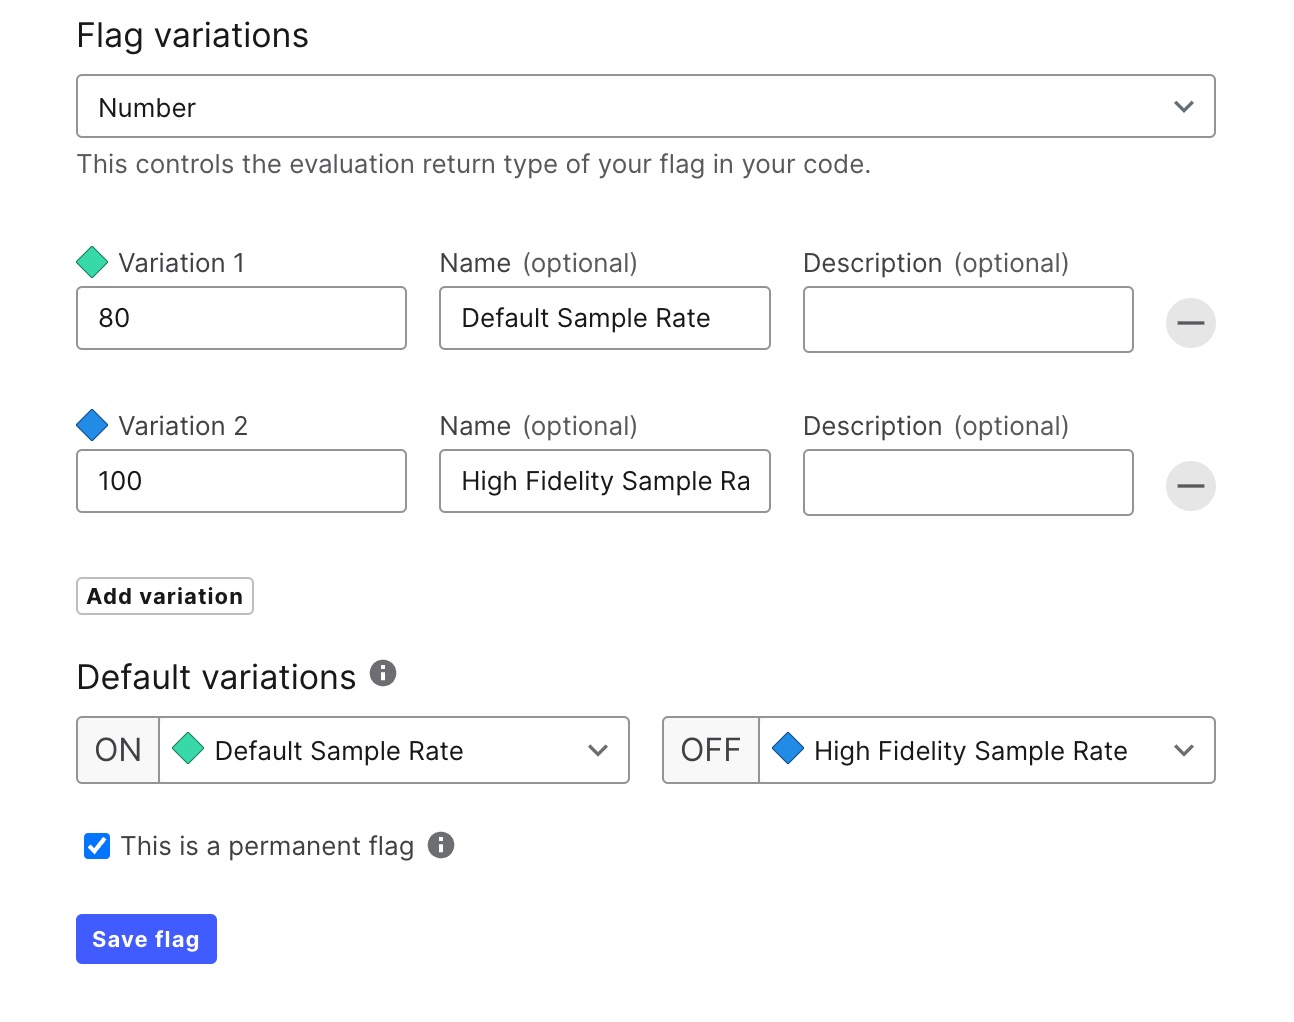 Flag variations
Number
This controls the evaluation return type of your flag in your code.
Variation 1 Name (optional) Description (optional)
80 Default Sample Rate
Variation 2 Name (optional) Description (optional)
100 High Fidelity Sample Ra
Add variation
Default variations
ON Default Sample Rate OFF High Fidelity Sample Rate
This is a permanent flag
Save flag